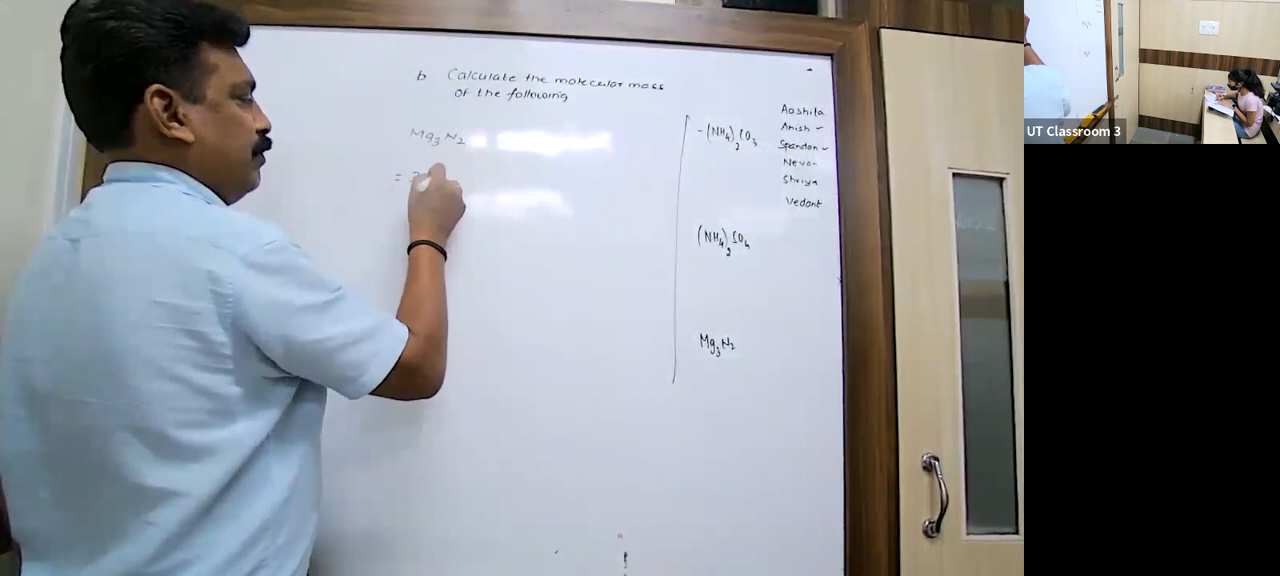 b Calculate the molecular mass
of the following
Mg3N2
= 3
-(NH4)2CO3
(NH4)2SO4
Mg3N2
Aashita
Anish ✓
Spandan ✓
Nevan
Shriya
Vedant
UT Classroom 3